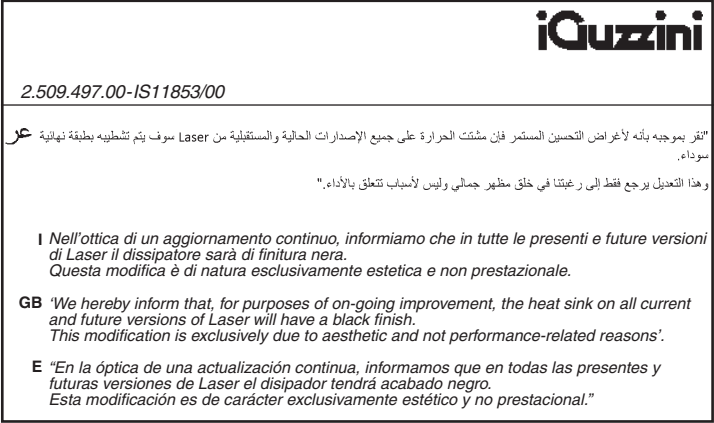 iGuzzini
2.509.497.00-IS11853/00
عر "نقر بموجبه بأنه لأغراض التحسين المستمر فإن مشتت الحرارة على جميع الإصدارات الحالية والمستقبلية من Laser سوف يتم تشطيبه بطبقة نهائية
سوداء.
وهذا التعديل يرجع فقط إلى رغبتنا في خلق مظهر جمالي وليس لأسباب تتعلق بالأداء."
I Nell'ottica di un aggiornamento continuo, informiamo che in tutte le presenti e future versioni
di Laser il dissipatore sarà di finitura nera.
Questa modifica è di natura esclusivamente estetica e non prestazionale.
GB 'We hereby inform that, for purposes of on-going improvement, the heat sink on all current
and future versions of Laser will have a black finish.
This modification is exclusively due to aesthetic and not performance-related reasons'.
E "En la óptica de una actualización continua, informamos que en todas las presentes y
futuras versiones de Laser el disipador tendrá acabado negro.
Esta modificación es de carácter exclusivamente estético y no prestacional."